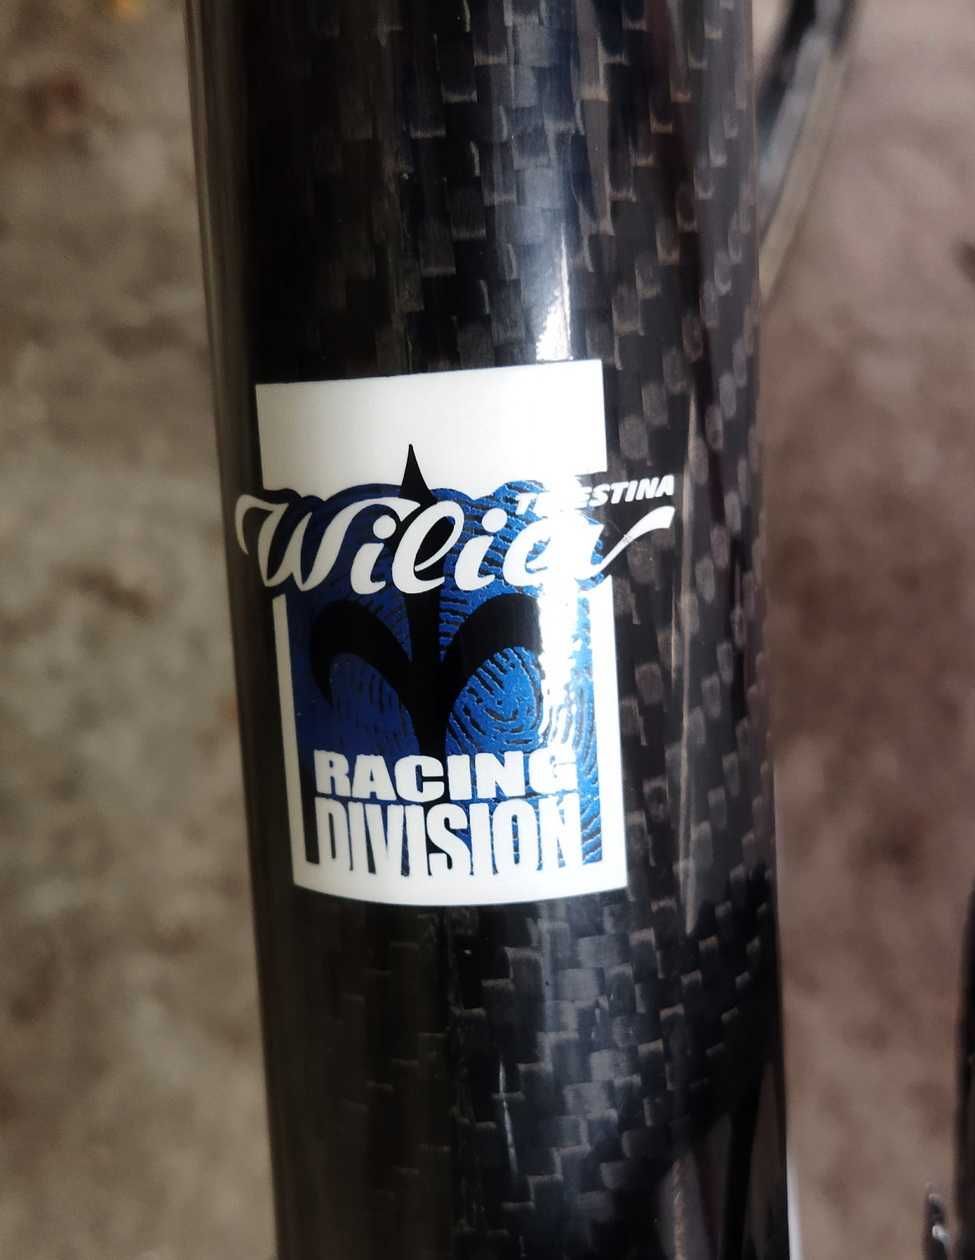 TRIESTINA
Wilier
RACING
DIVISION